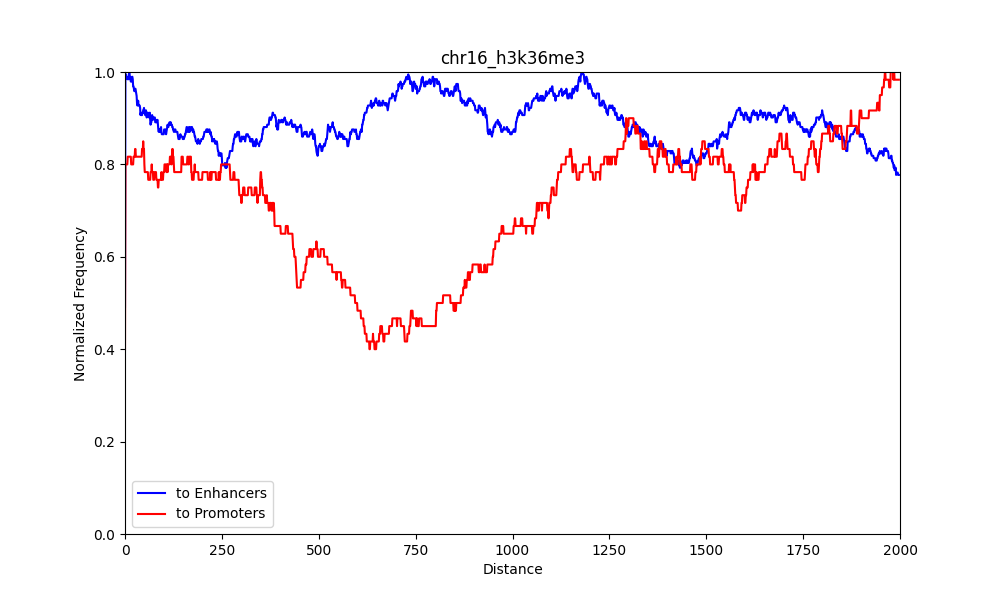 chr16_h3k36me3
Normalized Frequency
1.0
0.8
0.6
0.4
0.2
0.0
to Enhancers
to Promoters
0 250 500 750 1000 1250 1500 1750 2000
Distance